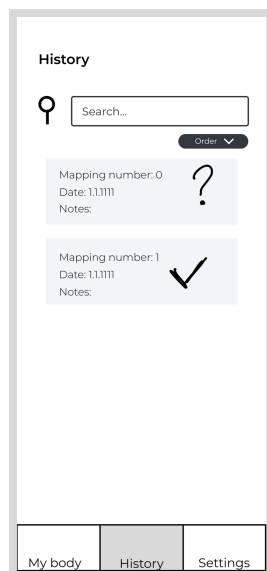 History
Search...
Order
Mapping number: 0
Date: 1.1.1111
Notes:
?
Mapping number: 1
Date: 1.1.1111
Notes:
My body History Settings